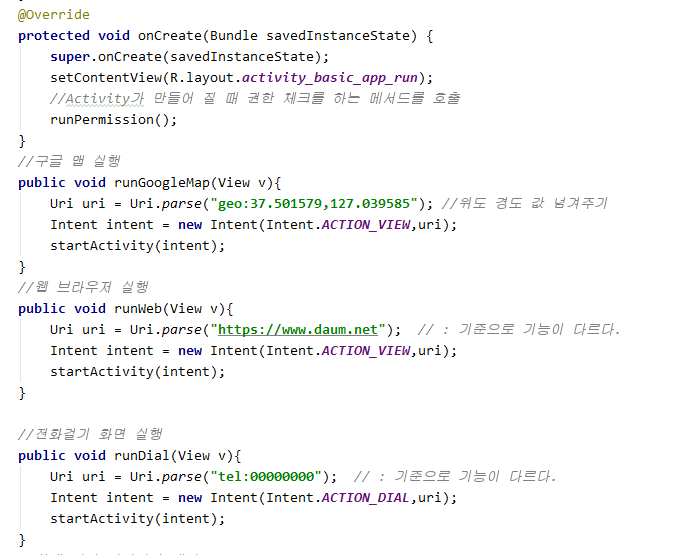 @Override
protected void onCreate(Bundle savedInstanceState) {
super.onCreate(savedInstanceState);
setContentView(R.layout.activity_basic_app_run);
//Activity가 만들어 질 때 권한 체크를 하는 메서드를 호출
runPermission();
}
//구글 맵 실행
public void runGoogleMap(View v){
Uri uri = Uri.parse("geo:37.501579,127.039585"); //위도 경도 값 넘겨주기
Intent intent = new Intent(Intent.ACTION_VIEW,uri);
startActivity(intent);
}
//웹 브라우저 실행
public void runWeb(View v){
Uri uri = Uri.parse("https://www.daum.net");  // : 기준으로 기능이 다르다.
Intent intent = new Intent(Intent.ACTION_VIEW,uri);
startActivity(intent);
}
//전화걸기 화면 실행
public void runDial(View v){
Uri uri = Uri.parse("tel:00000000");  // : 기준으로 기능이 다르다.
Intent intent = new Intent(Intent.ACTION_DIAL,uri);
startActivity(intent);
}